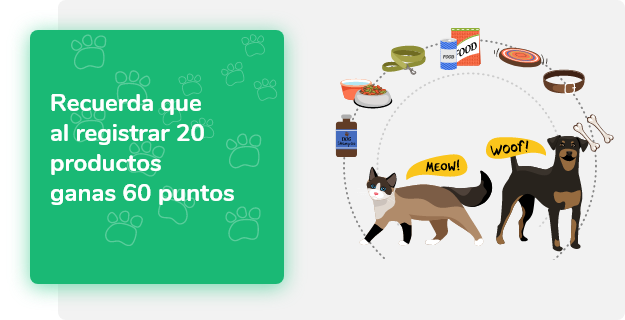 Recuerda que
al registrar 20
productos
ganas 60 puntos
FOOD
FOOD
DOG
MEOW!
Woof!